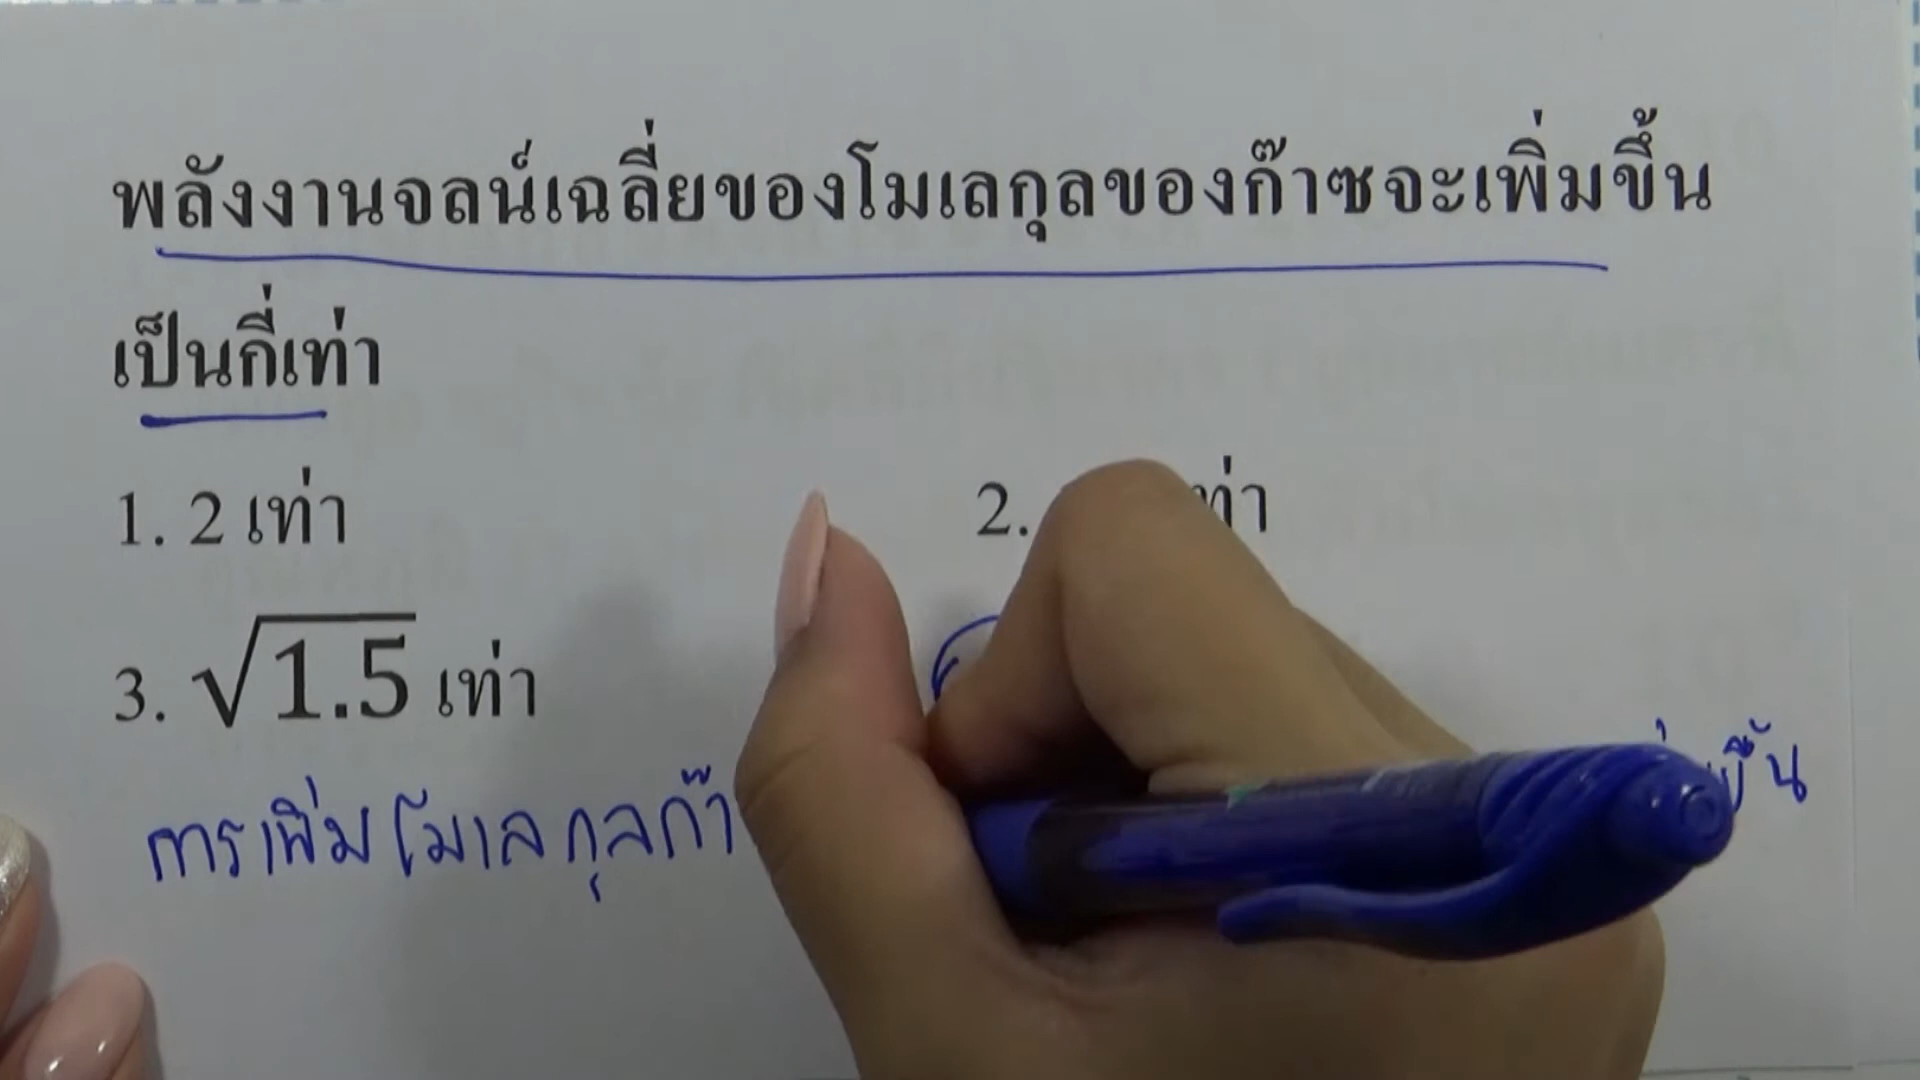 พลังงานจลน์เฉลี่ยของโมเลกุลของก๊าซจะเพิ่มขึ้น
เป็นกี่เท่า
1. 2 เท่า
2.
3. √1.5 เท่า
การเพิ่มโมเลกุลก๊า